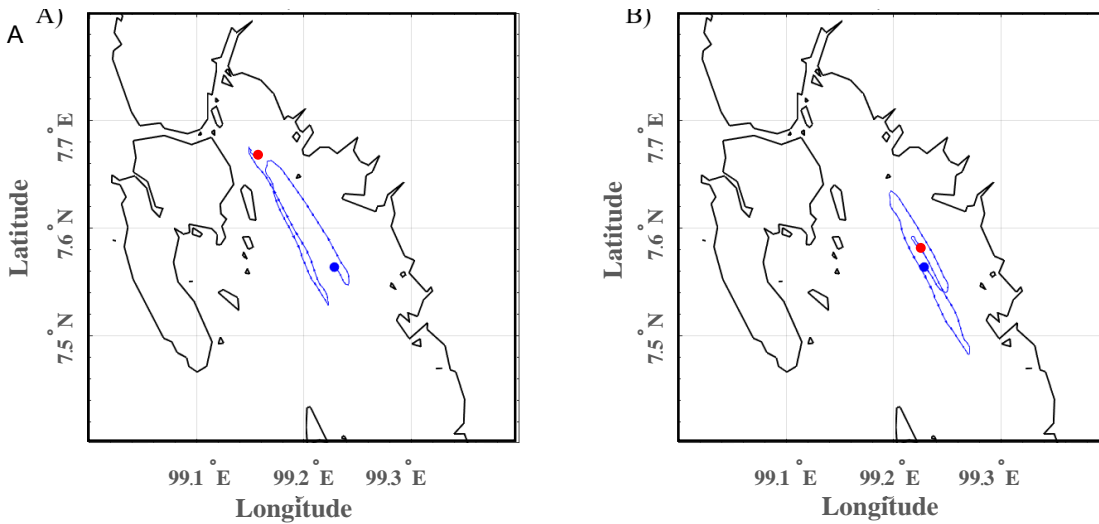 A
A)
7.7 °E
7.6 °N
7.5 °N
Latitude
99.1 °E
99.2 °E
99.3 °E
Longitude
B)
7.7 °E
7.6 °N
7.5 °N
Latitude
99.1 °E
99.2 °E
99.3 °E
Longitude